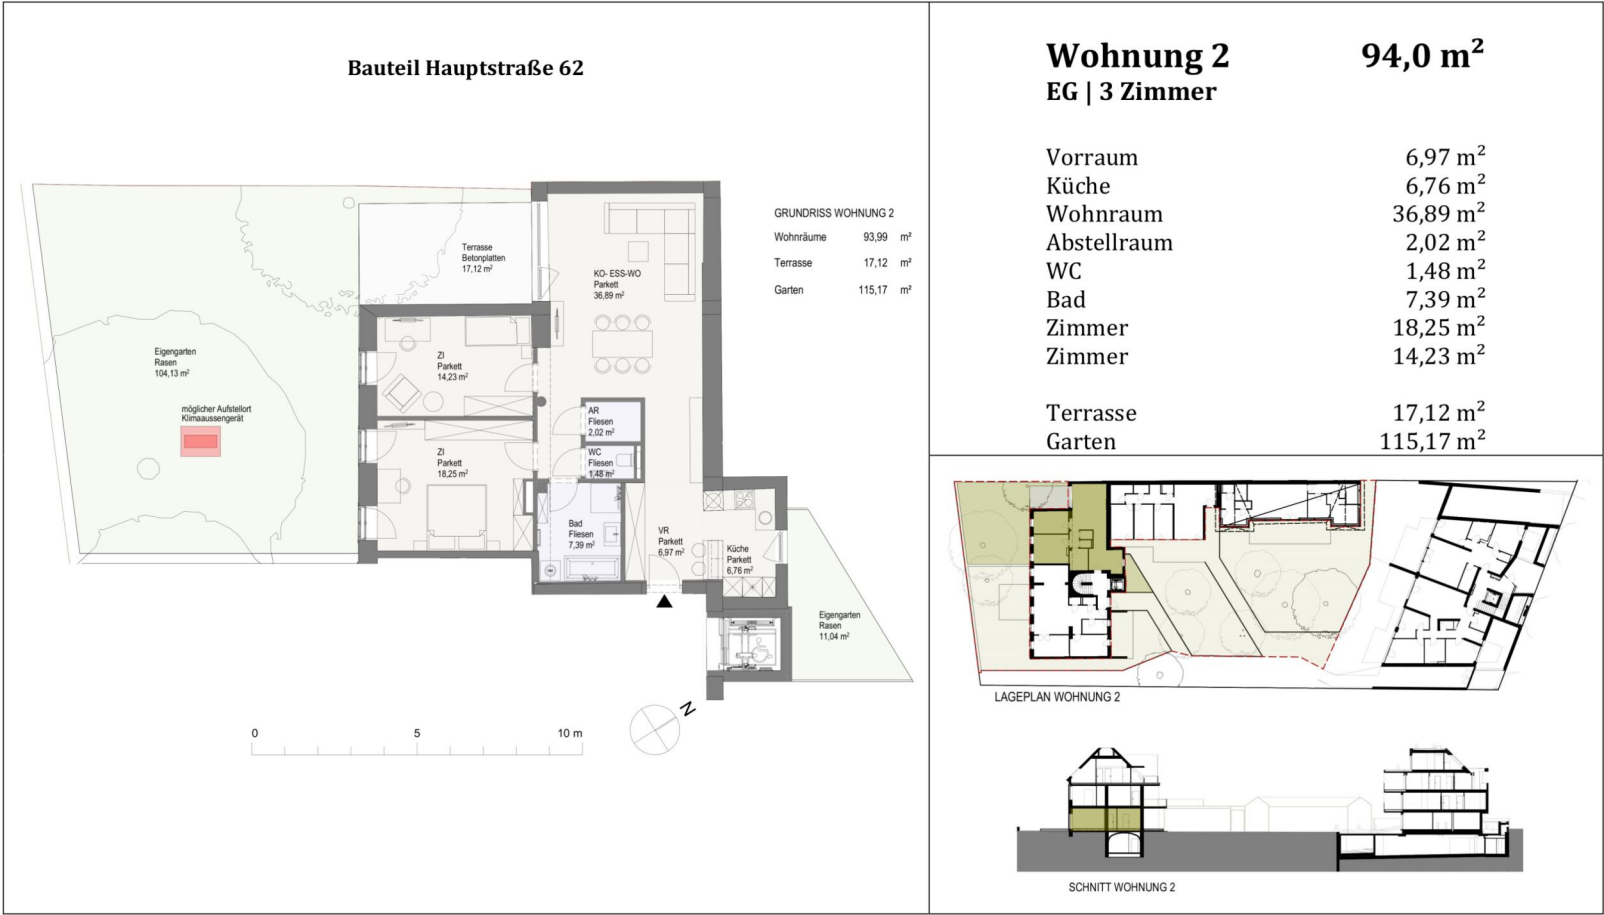 Bauteil Hauptstraße 62
GRUNDRISS WOHNUNG 2
Wohnräume 93,99 m²
Terrasse 17,12 m²
Garten 115,17 m²
Terrasse
Betonplatten
17,12 m²
KO- ESS-WO
Parkett
36,89 m²
Eigengarten
Rasen
104,13 m²
möglicher Aufstellort
Klimaaussengerät
ZI
Parkett
14,23 m²
ZI
Parkett
18,25 m²
AR
Fliesen
2,02 m²
WC
Fliesen
1,48 m²
Bad
Fliesen
7,39 m²
VR
Parkett
6,97 m²
Küche
Parkett
6,76 m²
Eigengarten
Rasen
11,04 m²
N
0 5 10 m
Wohnung 2 94,0 m²
EG | 3 Zimmer
Vorraum 6,97 m²
Küche 6,76 m²
Wohnraum 36,89 m²
Abstellraum 2,02 m²
WC 1,48 m²
Bad 7,39 m²
Zimmer 18,25 m²
Zimmer 14,23 m²
Terrasse 17,12 m²
Garten 115,17 m²
LAGEPLAN WOHNUNG 2
SCHNITT WOHNUNG 2